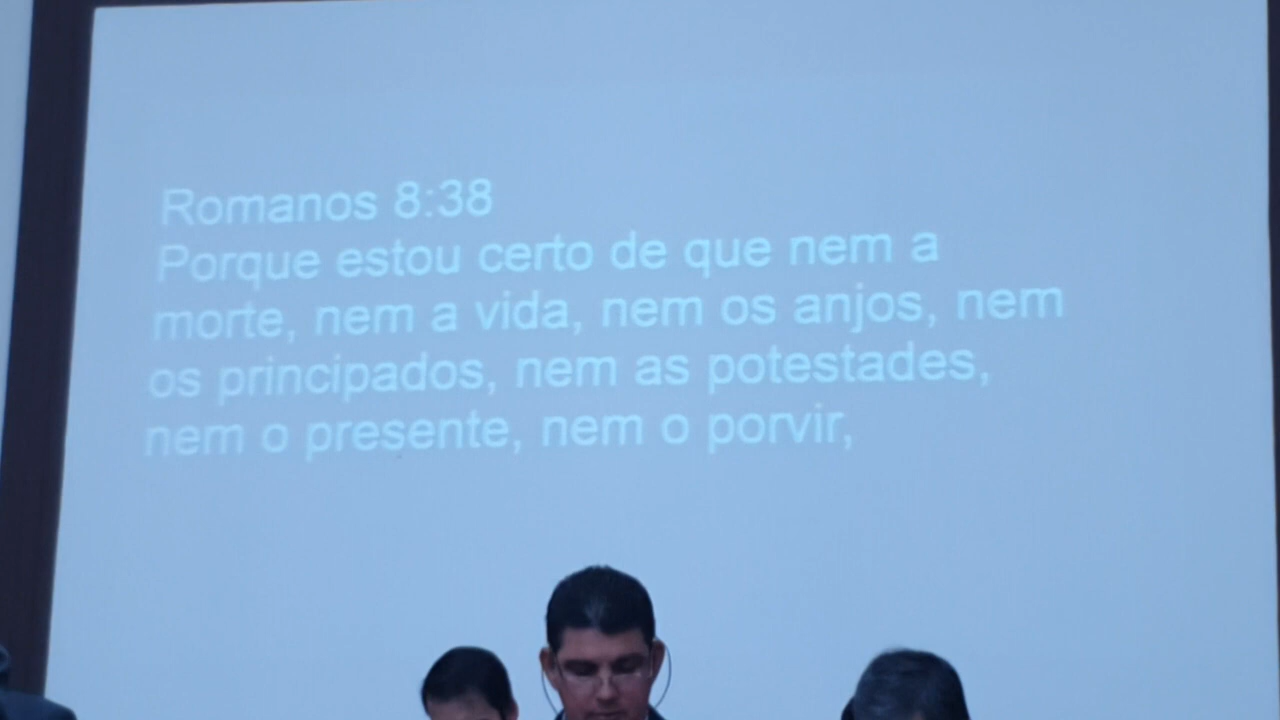 Romanos 8:38
Porque estou certo de que nem a
morte, nem a vida, nem os anjos, nem
os principados, nem as potestades,
nem o presente, nem o porvir,